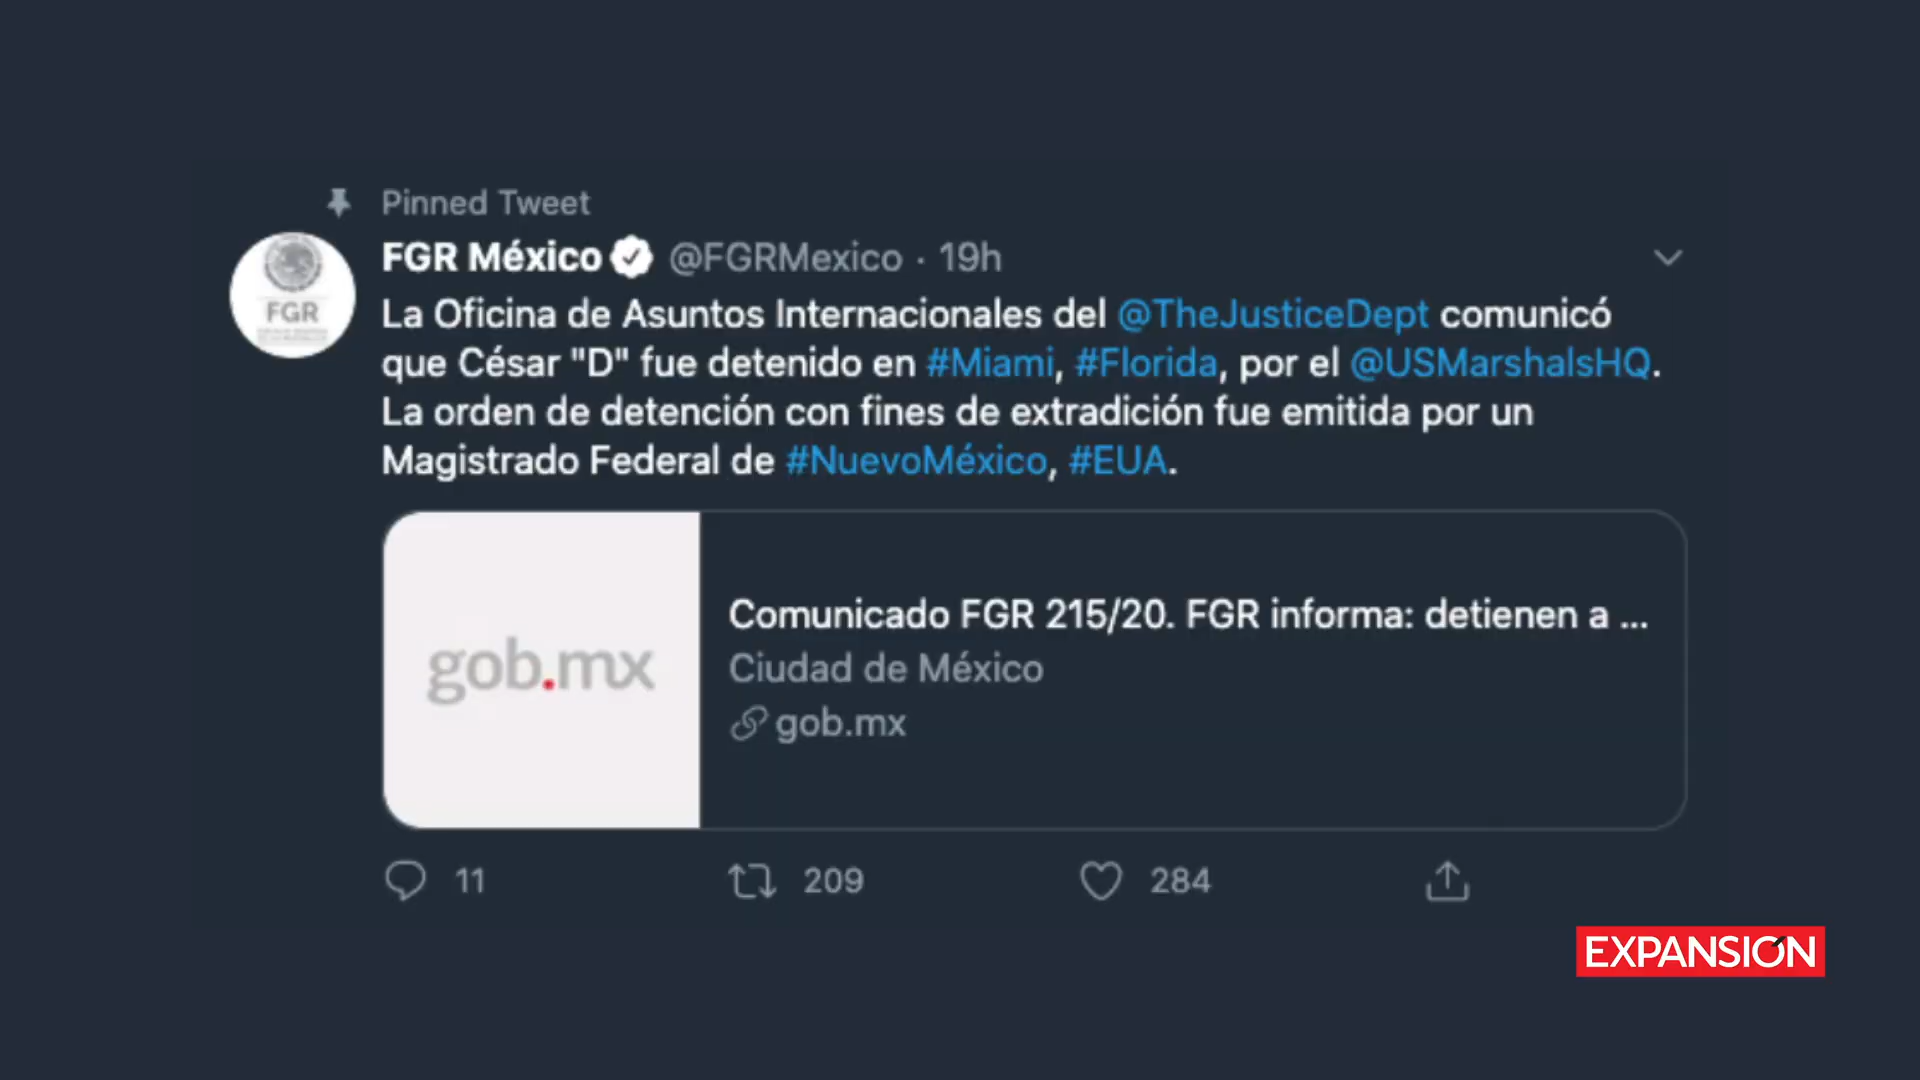 Pinned Tweet
FGR México @FGRMexico · 19h
FGR
La Oficina de Asuntos Internacionales del @TheJusticeDept comunicó
que César "D" fue detenido en #Miami, #Florida, por el @USMarshalsHQ.
La orden de detención con fines de extradición fue emitida por un
Magistrado Federal de #NuevoMéxico, #EUA.
gob.mx
Comunicado FGR 215/20. FGR informa: detienen a ...
Ciudad de México
gob.mx
11 209 284
EXPANSIÓN